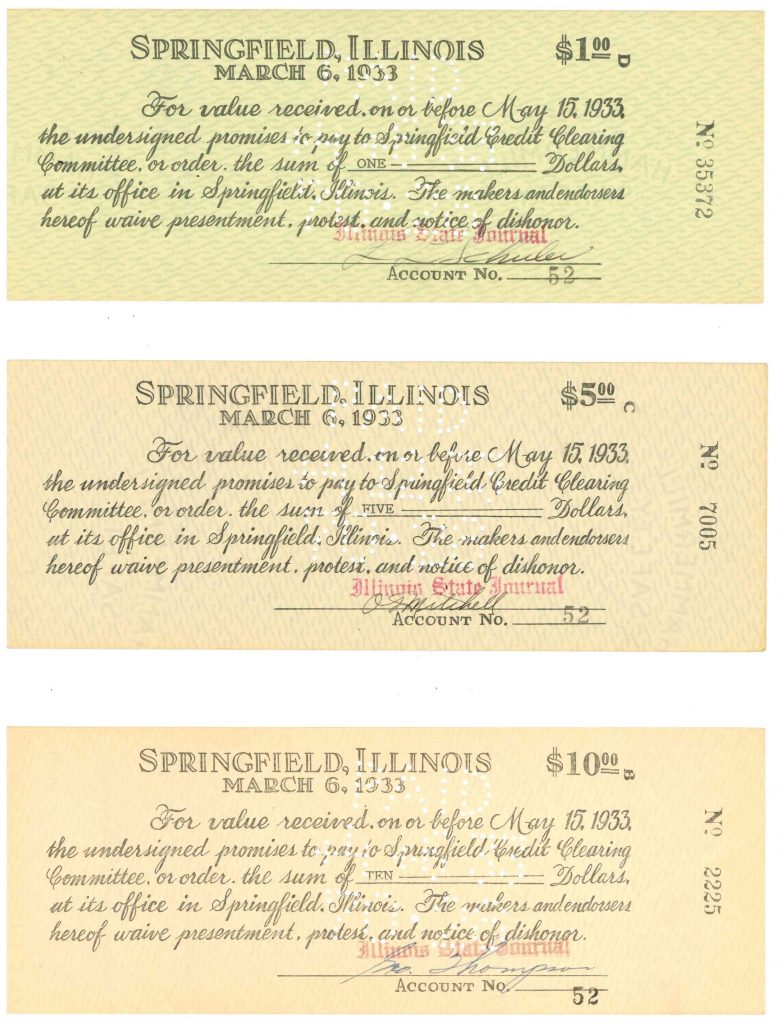 SPRINGFIELD, ILLINOIS $1.00 D
MARCH 6, 1933
For value received, on or before May 15, 1933,
the undersigned promises to pay to Springfield Credit Clearing
Committee, or order, the sum of ONE Dollars,
at its office in Springfield, Illinois. The makers and endorsers
hereof waive presentment, protest, and notice of dishonor.
Illinois State Journal
Schuler
ACCOUNT NO. 52
No 35372
SPRINGFIELD, ILLINOIS $5.00 C
MARCH 6, 1933
For value received, on or before May 15, 1933,
the undersigned promises to pay to Springfield Credit Clearing
Committee, or order, the sum of FIVE Dollars,
at its office in Springfield, Illinois. The makers and endorsers
hereof waive presentment, protest, and notice of dishonor.
Illinois State Journal
Mitchell
ACCOUNT NO. 52
No. 7005
SPRINGFIELD, ILLINOIS $10.00 B
MARCH 6, 1933
For value received, on or before May 15, 1933,
the undersigned promises to pay to Springfield Credit Clearing
Committee, or order, the sum of TEN Dollars,
at its office in Springfield, Illinois. The makers and endorsers
hereof waive presentment, protest, and notice of dishonor.
Illinois State Journal
Geo. Thompson
ACCOUNT NO. 52
No 2225